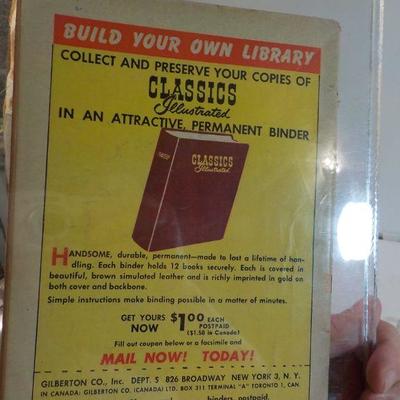 BUILD YOUR OWN LIBRARY
COLLECT AND PRESERVE YOUR COPIES OF
CLASSICS
Illustrated
IN AN ATTRACTIVE, PERMANENT BINDER
CLASSICS
Illustrated
HANDSOME, durable, permanent—made to last a lifetime of han-
dling. Each binder holds 12 books securely. Each is covered in
beautiful, brown simulated leather and is richly imprinted in gold on
both cover and backbone.
Simple instructions make binding possible in a matter of minutes.
GET YOURS $1.00 EACH
NOW POSTPAID
($1.50 in Canada)
Fill out coupon below or a facsimile and
MAIL NOW! TODAY!
GILBERTON CO., Inc. DEPT. S 826 BROADWAY NEW YORK 3, N. Y.
IN CANADA: GILBERTON CO. (CANADA) LTD. BOX 311 TERMINAL "A" TORONTO 1, CAN.
binders, postpaid.